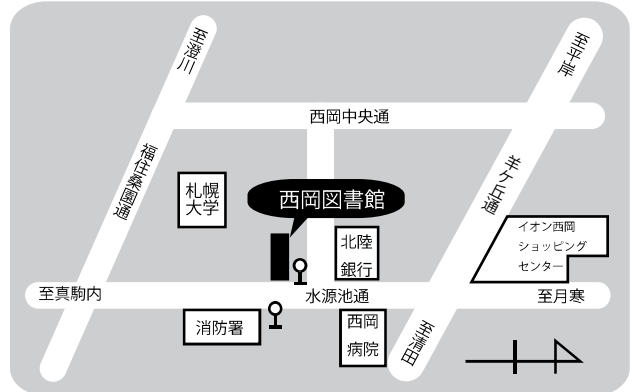 至澄川
至平岸
西岡中央通
福住桑園通
羊ケ丘通
札幌
大学
西岡図書館
イオン西岡
ショッピング
センター
北陸
銀行
至真駒内
水源池通
至月寒
消防署
西岡
病院
至清田